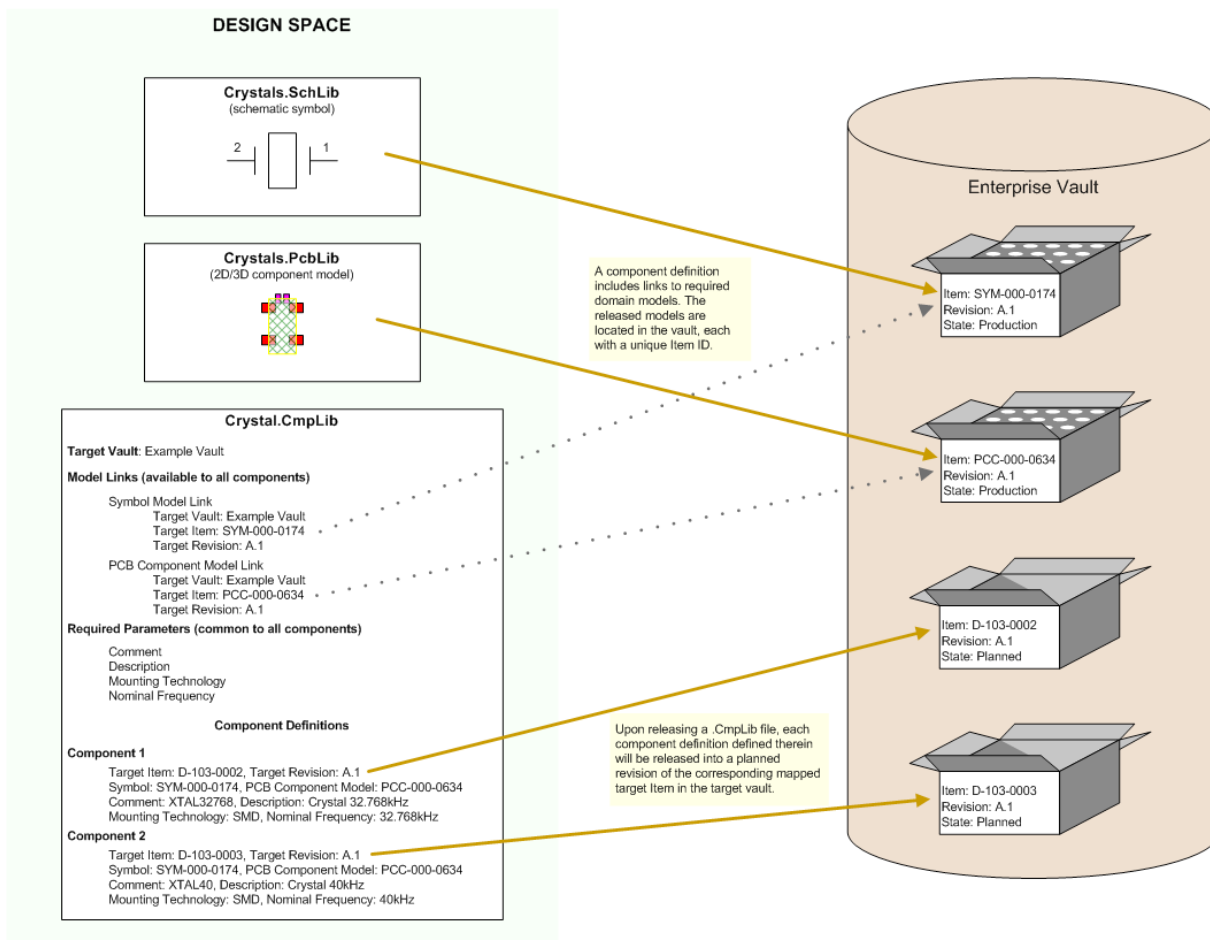 DESIGN SPACE
Crystals.SchLib
(schematic symbol)
2
1
Crystals.PcbLib
(2D/3D component model)
Crystal.CmpLib
Target Vault: Example Vault
Model Links (available to all components)
Symbol Model Link
Target Vault: Example Vault
Target Item: SYM-000-0174
Target Revision: A.1
PCB Component Model Link
Target Vault: Example Vault
Target Item: PCC-000-0634
Target Revision: A.1
Required Parameters (common to all components)
Comment
Description
Mounting Technology
Nominal Frequency
Component Definitions
Component 1
Target Item: D-103-0002, Target Revision: A.1
Symbol: SYM-000-0174, PCB Component Model: PCC-000-0634
Comment: XTAL32768, Description: Crystal 32.768kHz
Mounting Technology: SMD, Nominal Frequency: 32.768kHz
Component 2
Target Item: D-103-0003, Target Revision: A.1
Symbol: SYM-000-0174, PCB Component Model: PCC-000-0634
Comment: XTAL40, Description: Crystal 40kHz
Mounting Technology: SMD, Nominal Frequency: 40kHz
A component definition
includes links to required
domain models. The
released models are
located in the vault, each
with a unique Item ID.
Upon releasing a .CmpLib file, each
component definition defined therein
will be released into a planned
revision of the corresponding mapped
target Item in the target vault.
Enterprise Vault
Item: SYM-000-0174
Revision: A.1
State: Production
Item: PCC-000-0634
Revision: A.1
State: Production
Item: D-103-0002
Revision: A.1
State: Planned
Item: D-103-0003
Revision: A.1
State: Planned